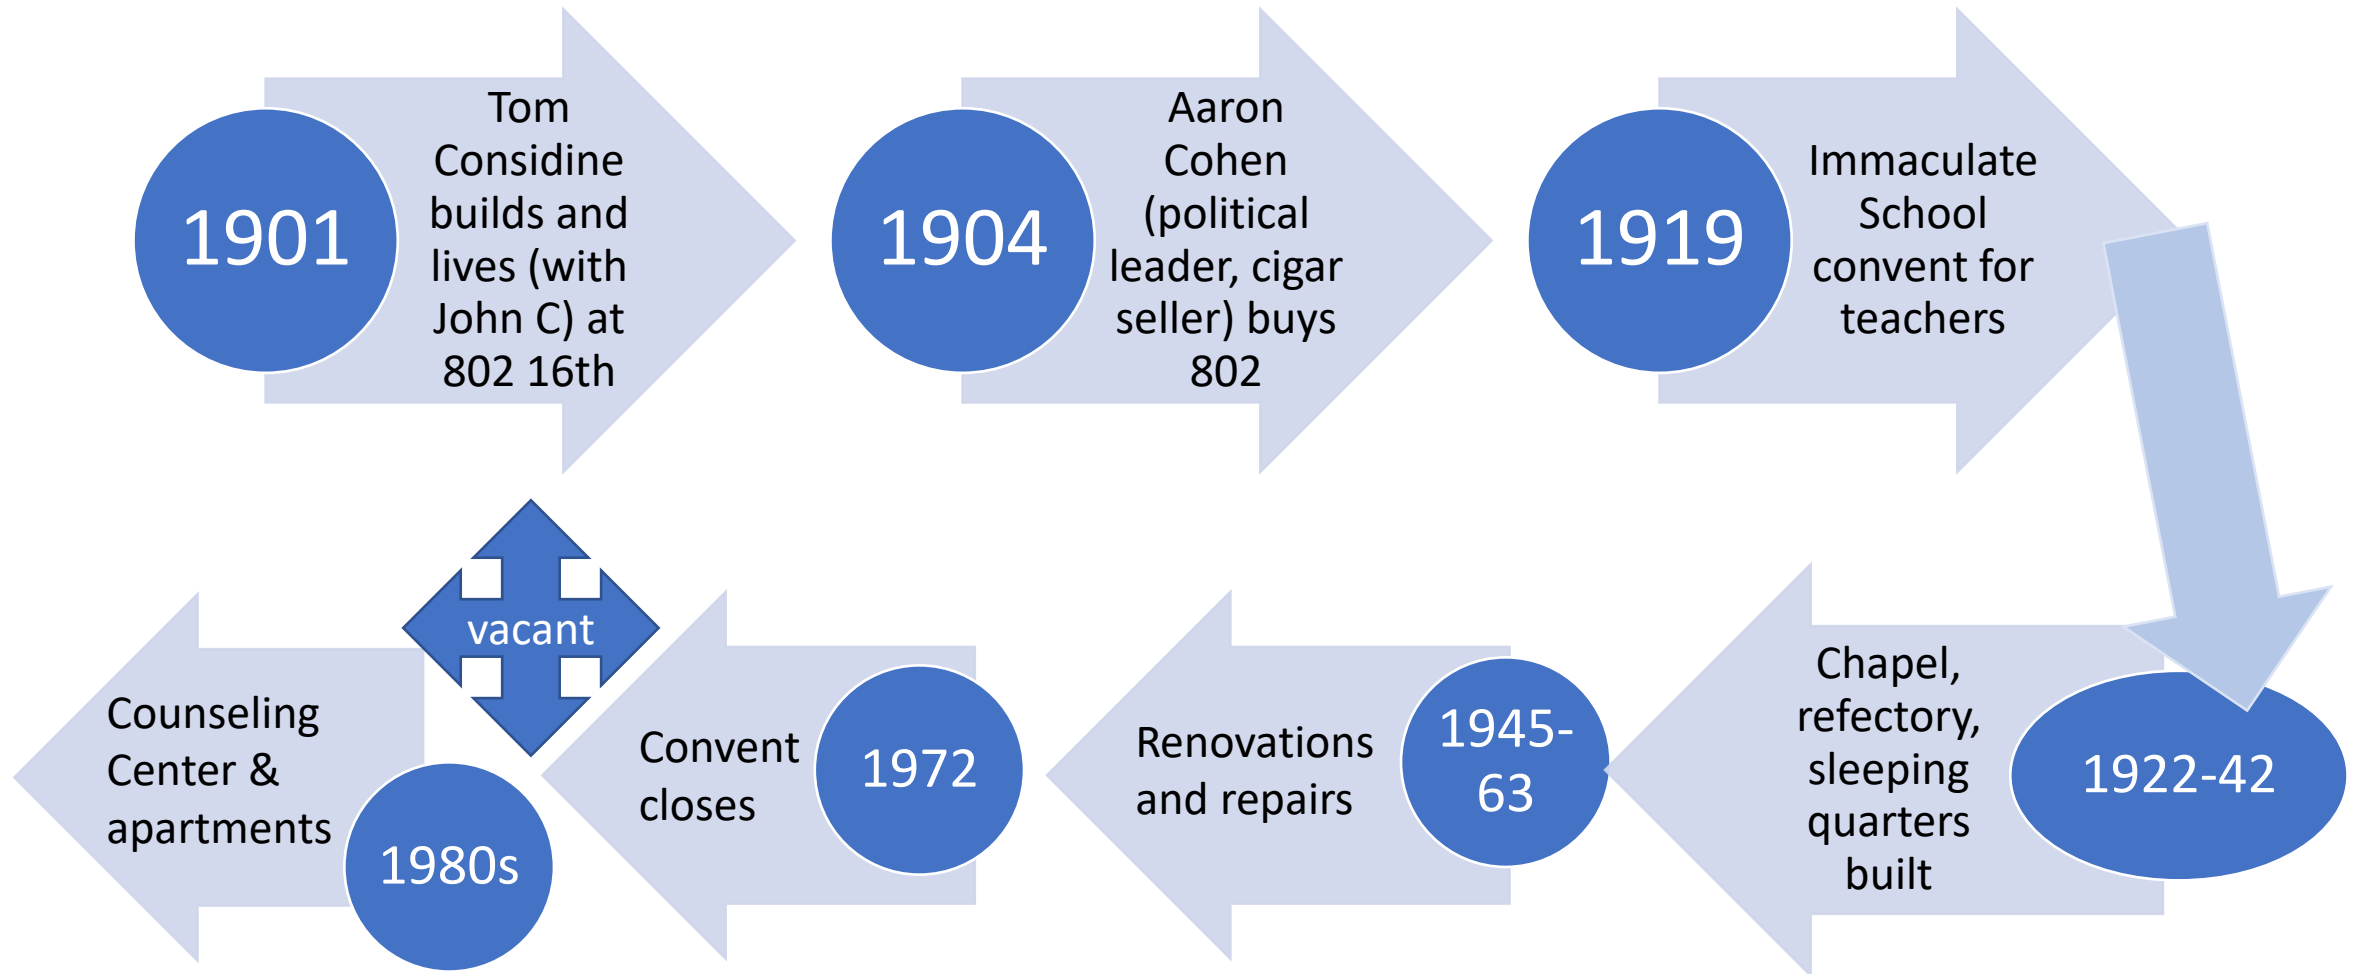 1901
Tom
Considine
builds and
lives (with
John C) at
802 16th
1904
Aaron
Cohen
(political
leader, cigar
seller) buys
802
1919
Immaculate
School
convent for
teachers
1922-42
Chapel,
refectory,
sleeping
quarters
built
1945-
63
Renovations
and repairs
1972
Convent
closes
vacant
1980s
Counseling
Center &
apartments